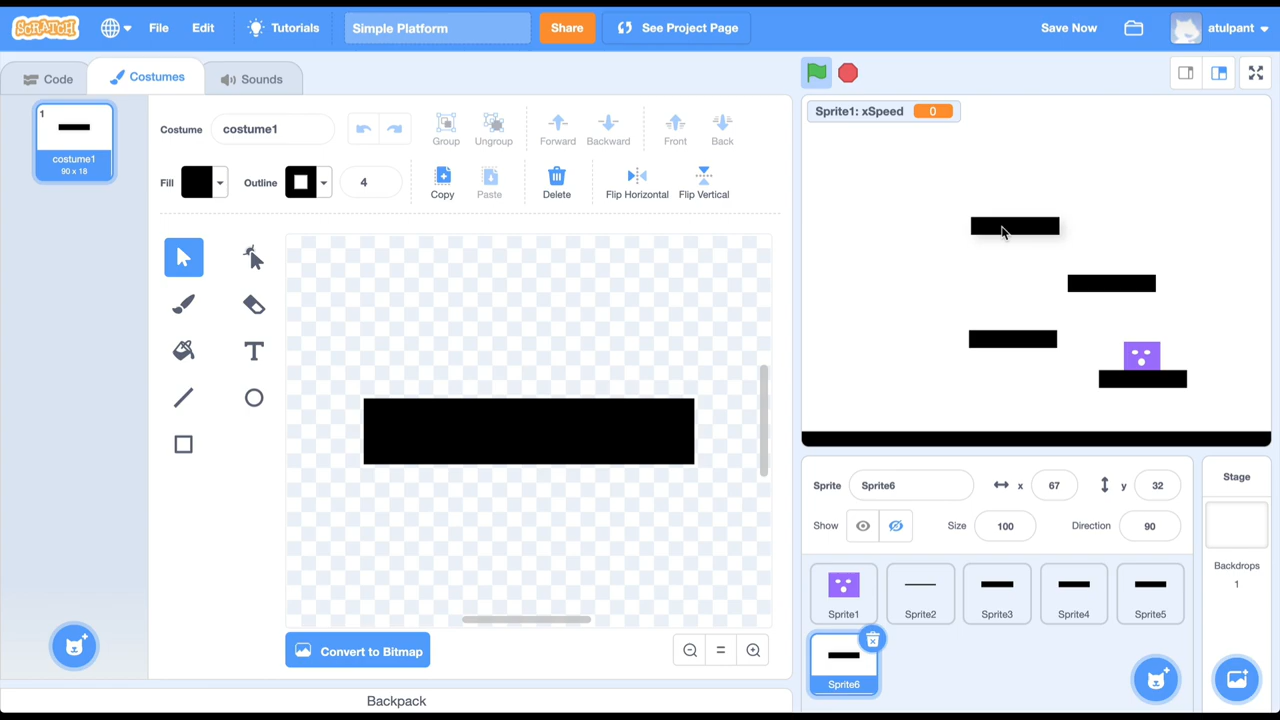 SCRATCH File Edit Tutorials Simple Platform Share See Project Page Save Now atulpant
Code Costumes Sounds
Sprite1: xSpeed 0
1
costume1
90 x 18
Costume costume1 Group Ungroup Forward Backward Front Back
Fill Outline 4 Copy Paste Delete Flip Horizontal Flip Vertical
T
Convert to Bitmap
Backpack
Sprite Sprite6 x 67 y 32
Show Size 100 Direction 90
Sprite1 Sprite2 Sprite3 Sprite4 Sprite5
Sprite6
Stage
Backdrops
1